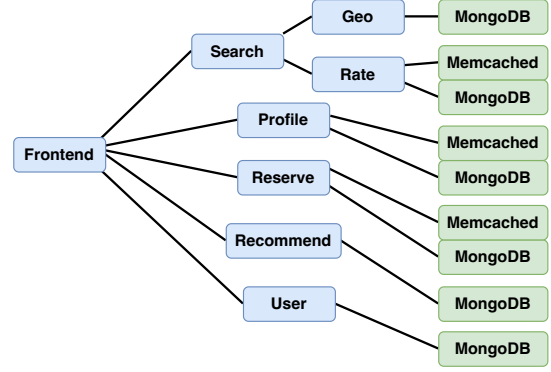 Geo
MongoDB
Search
Rate
Memcached
MongoDB
Profile
Memcached
Frontend
Reserve
MongoDB
Memcached
Recommend
MongoDB
User
MongoDB
MongoDB